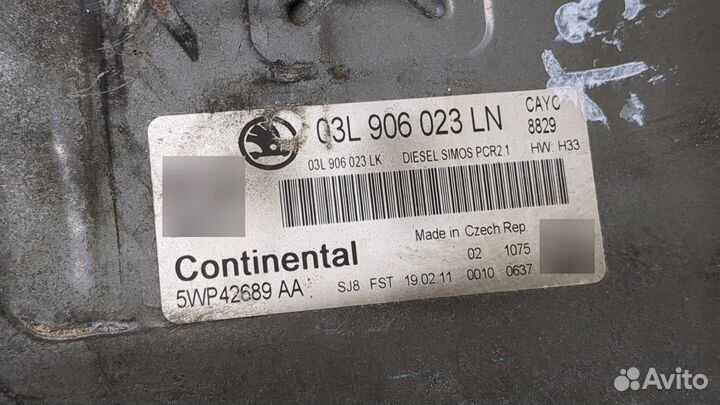 03L 906 023 LN
CAYC
8829
03L 906 023 LK DIESEL SIMOS PCR2.1 HW: H33
Made in Czech Rep.
02 1075
Continental
5WP42689 AA SJ8 FST 19.02.11 0010 0637
Avito